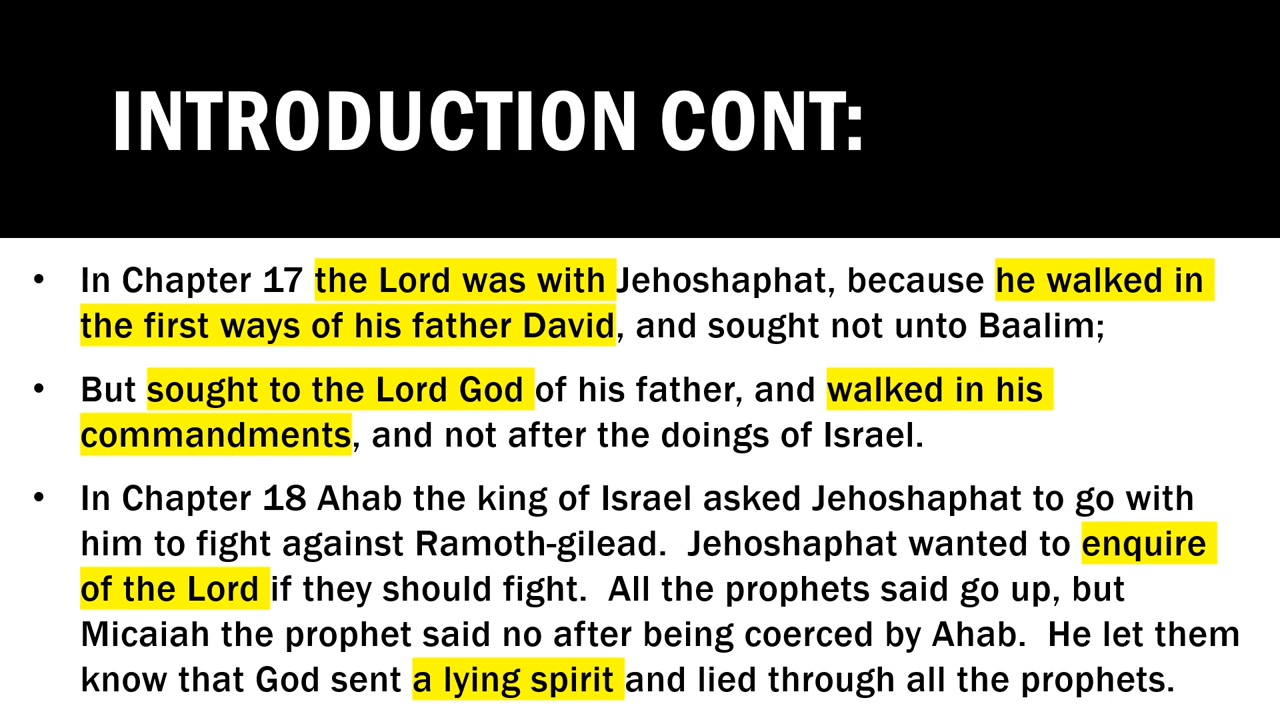 INTRODUCTION CONT:
• In Chapter 17 the Lord was with Jehoshaphat, because he walked in
the first ways of his father David, and sought not unto Baalim;
• But sought to the Lord God of his father, and walked in his
commandments, and not after the doings of Israel.
• In Chapter 18 Ahab the king of Israel asked Jehoshaphat to go with
him to fight against Ramoth-gilead.  Jehoshaphat wanted to enquire
of the Lord if they should fight.  All the prophets said go up, but
Micaiah the prophet said no after being coerced by Ahab.  He let them
know that God sent a lying spirit and lied through all the prophets.